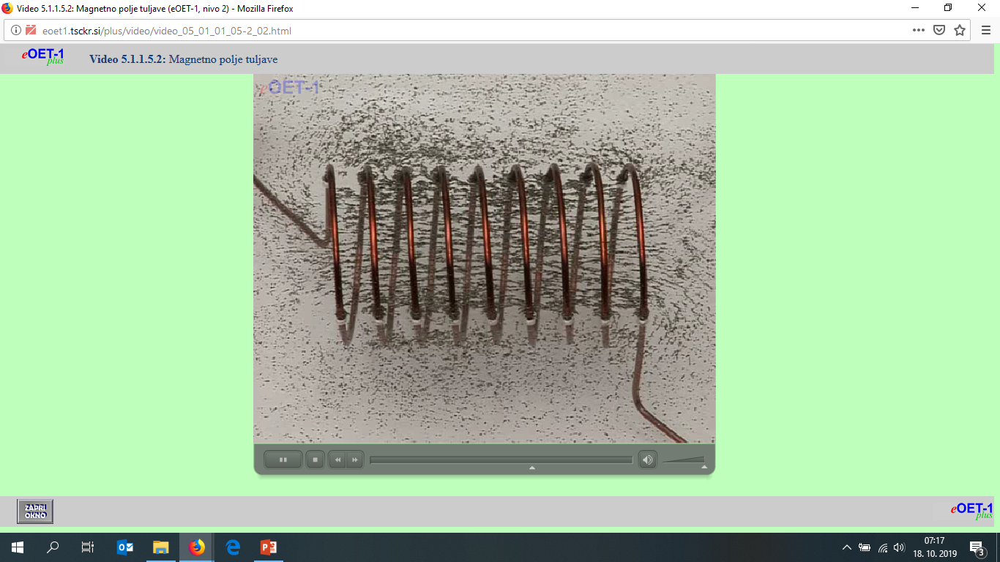 Video 5.1.1.5.2: Magnetno polje tuljave (eOET-1, nivo 2) - Mozilla Firefox
eoet1.tsckr.si/plus/video/video_05_01_01_05-2_02.html
eOET-1
plus
Video 5.1.1.5.2: Magnetno polje tuljave
eOET-1
ZAPRI
OKNO
eOET-1
plus
07:17
18. 10. 2019
3